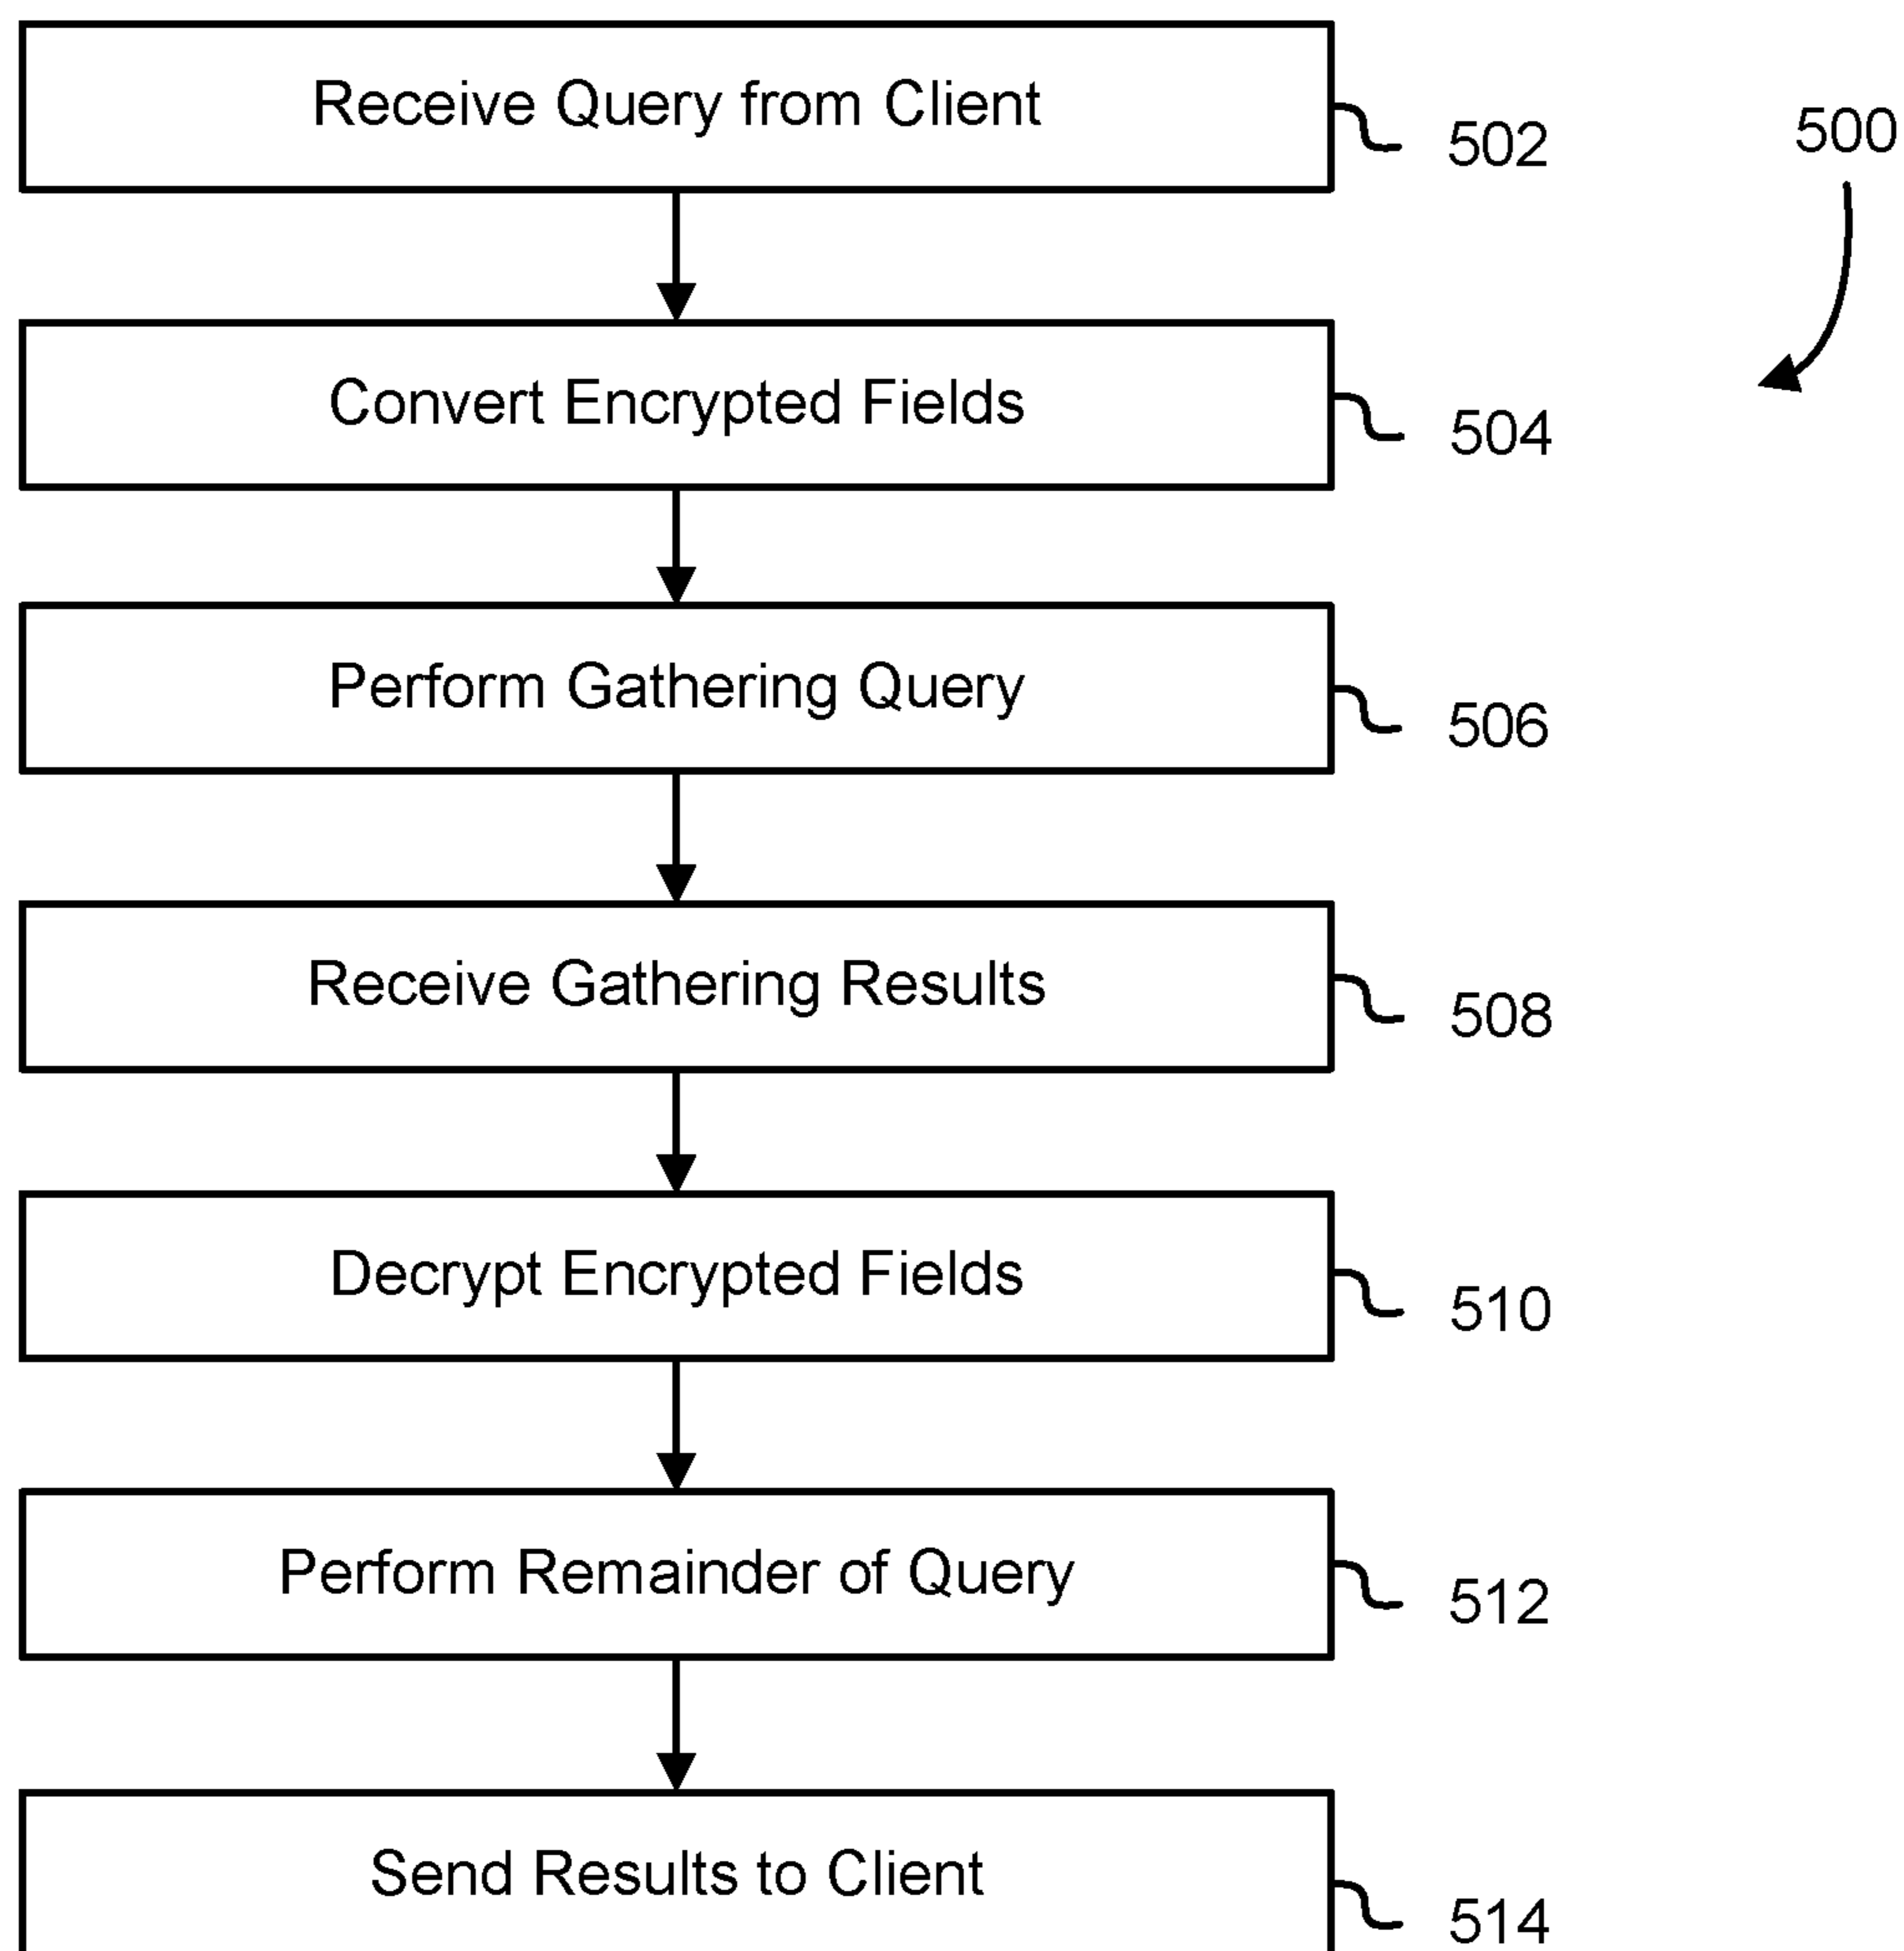 Receive Query from Client
502
500
Convert Encrypted Fields
504
Perform Gathering Query
506
Receive Gathering Results
508
Decrypt Encrypted Fields
510
Perform Remainder of Query
512
Send Results to Client
514